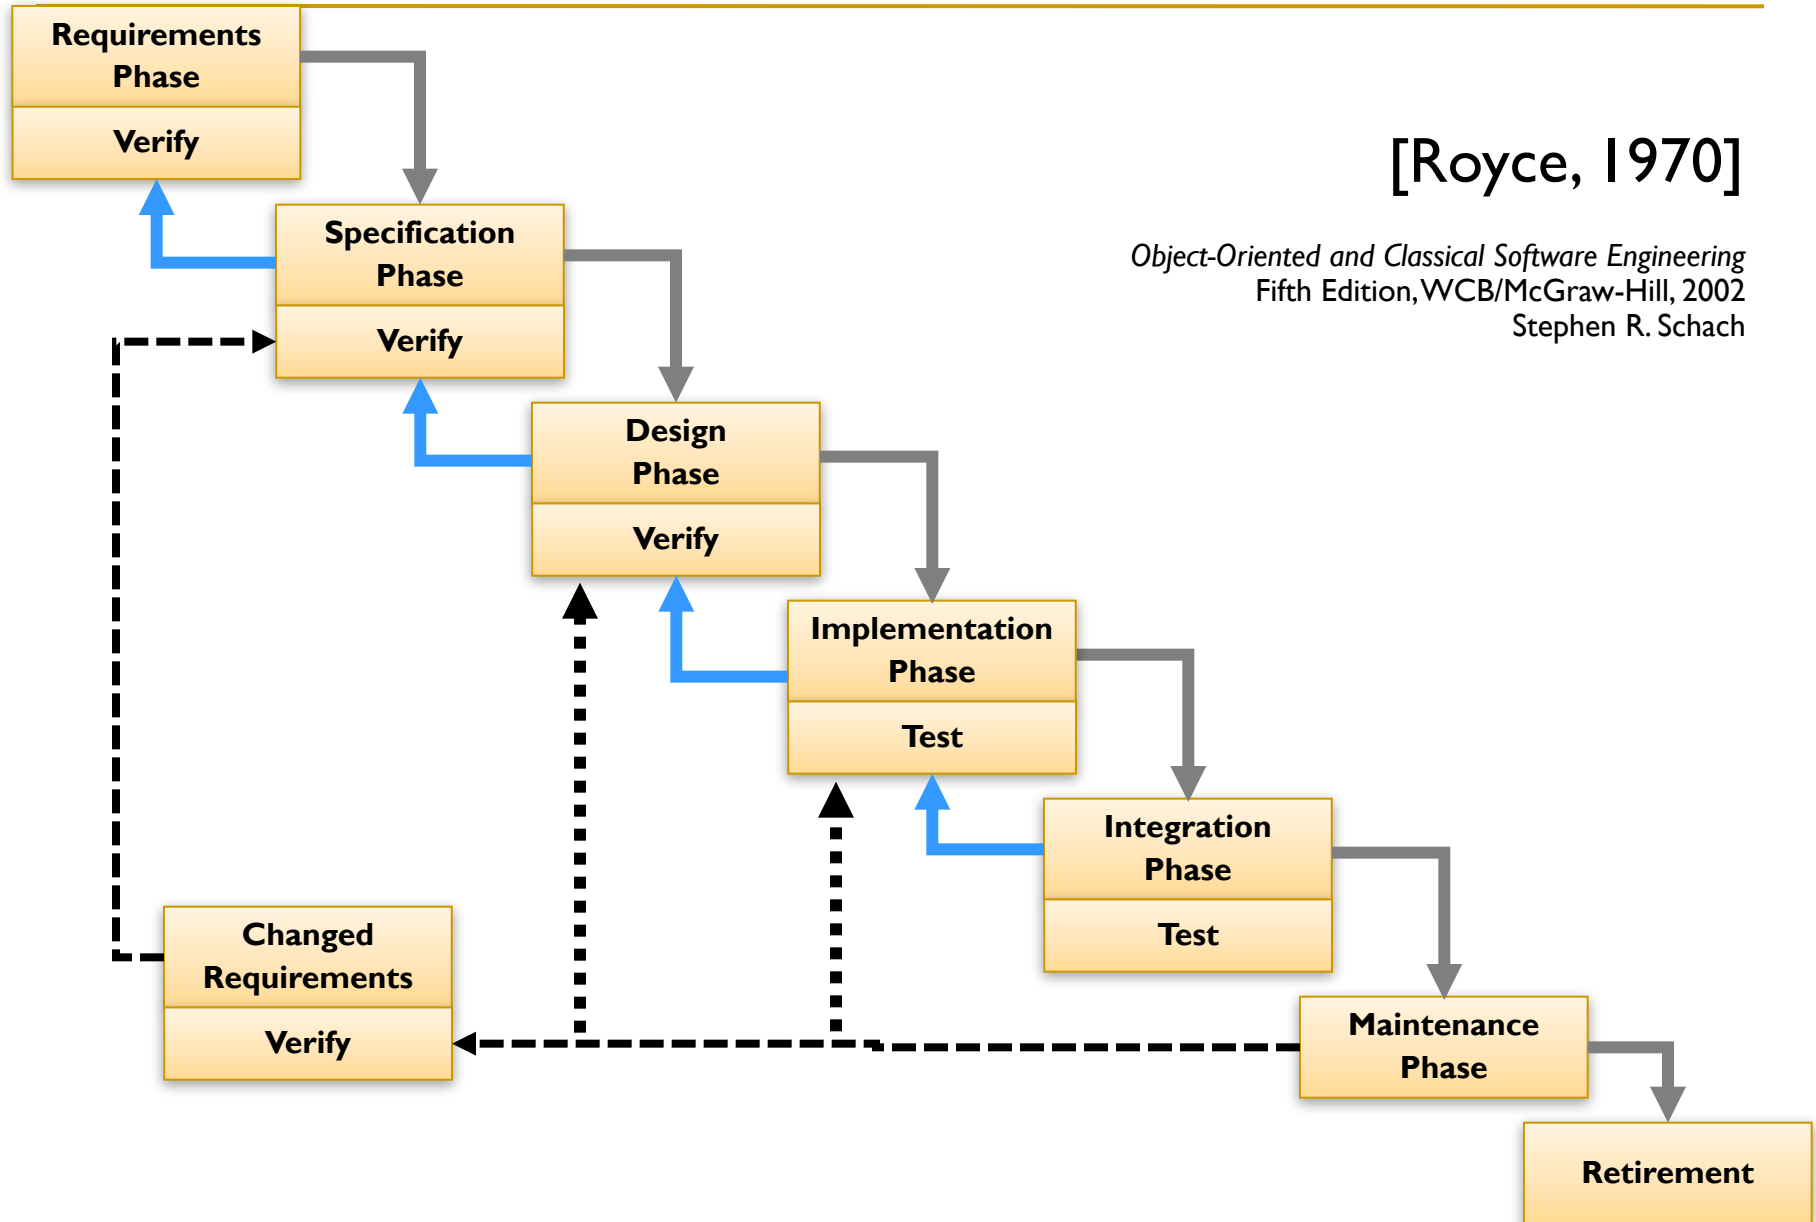 Requirements
Phase
Verify
[Royce, 1970]
Specification
Phase
Verify
Object-Oriented and Classical Software Engineering
Fifth Edition, WCB/McGraw-Hill, 2002
Stephen R. Schach
Design
Phase
Verify
Implementation
Phase
Test
Integration
Phase
Test
Changed
Requirements
Verify
Maintenance
Phase
Retirement